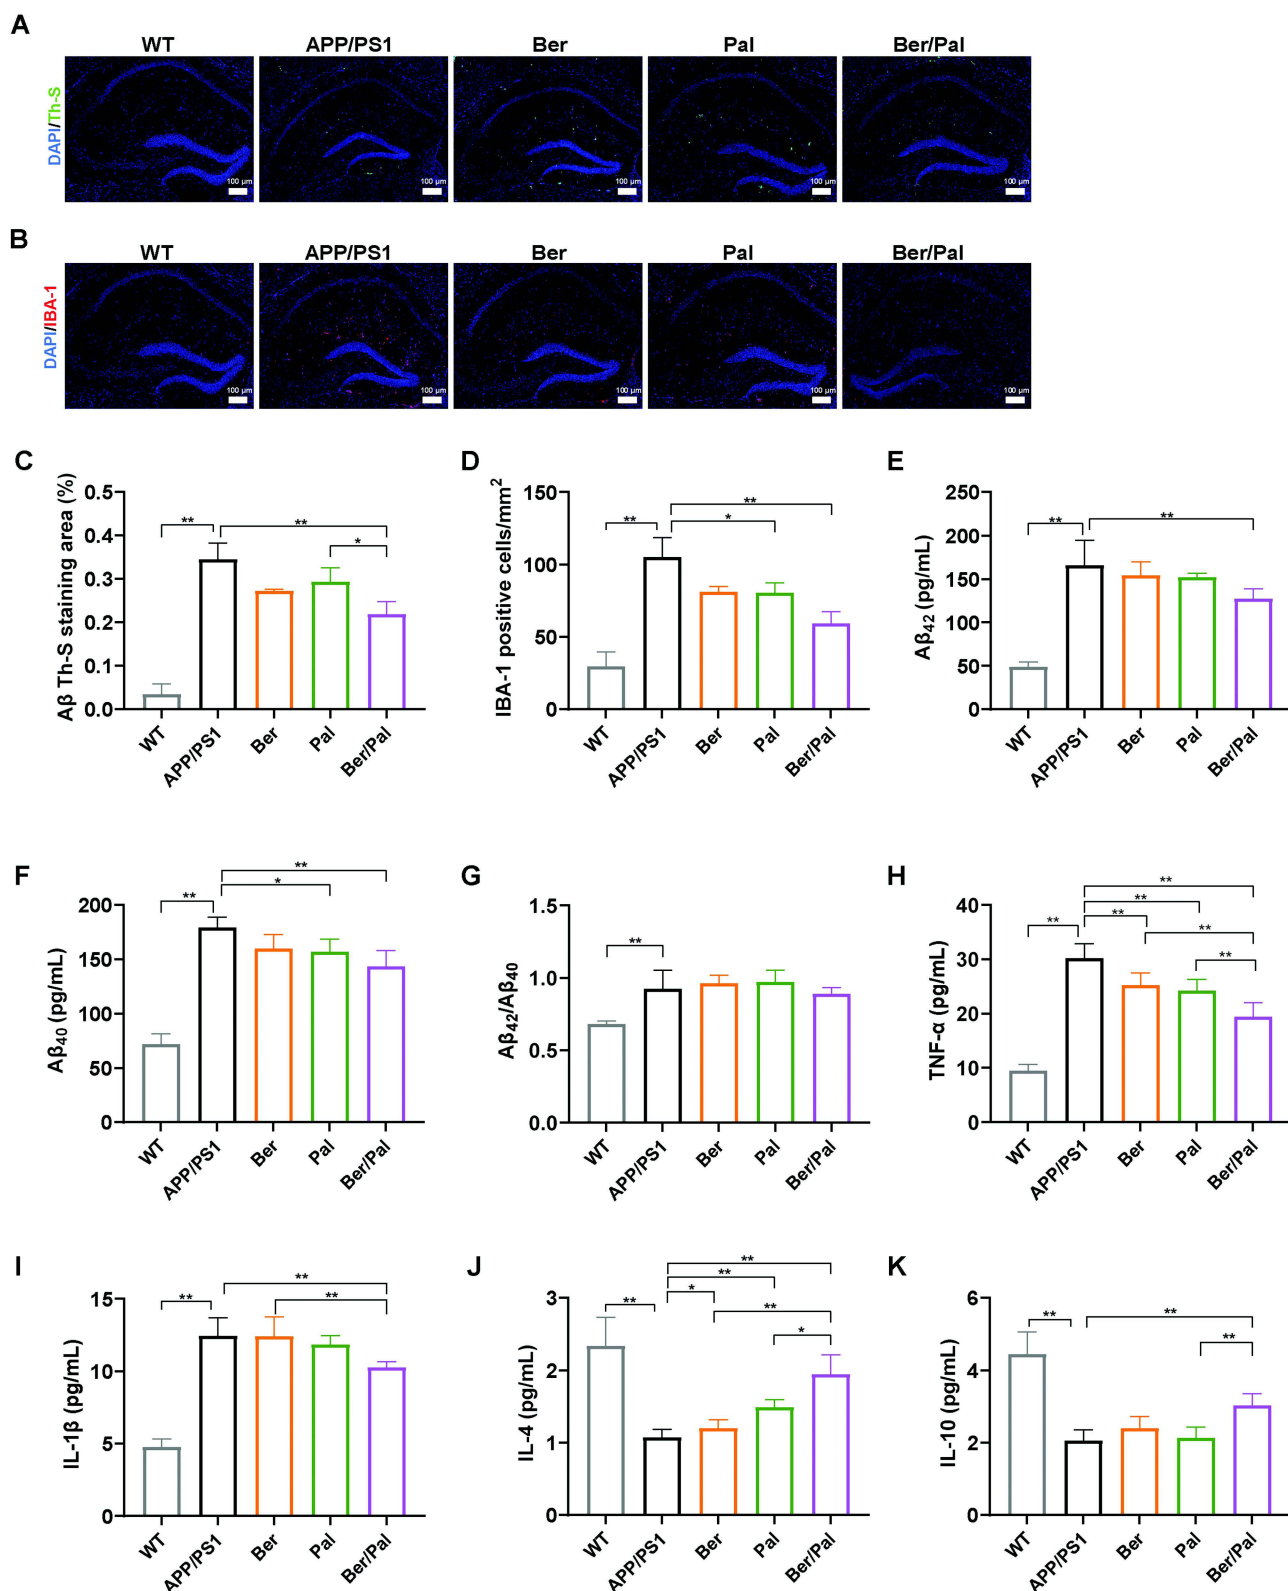 A
WT APP/PS1 Ber Pal Ber/Pal
DAPI/Th-S
100 µm 100 µm 100 µm 100 µm 100 µm
B
WT APP/PS1 Ber Pal Ber/Pal
DAPI/IBA-1
100 µm 100 µm 100 µm 100 µm 100 µm
C
Aβ Th-S staining area (%)
0.5
0.4
0.3
0.2
0.1
0.0
** ** *
WT APP/PS1 Ber Pal Ber/Pal
D
IBA-1 positive cells/mm²
150
100
50
0
** * **
WT APP/PS1 Ber Pal Ber/Pal
E
Aβ₄₂ (pg/mL)
250
200
150
100
50
0
** **
WT APP/PS1 Ber Pal Ber/Pal
F
Aβ₄₀ (pg/mL)
200
150
100
50
0
** * **
WT APP/PS1 Ber Pal Ber/Pal
G
Aβ₄₂/Aβ₄₀
1.5
1.0
0.5
0.0
**
WT APP/PS1 Ber Pal Ber/Pal
H
TNF-α (pg/mL)
40
30
20
10
0
** ** ** ** ** **
WT APP/PS1 Ber Pal Ber/Pal
I
IL-1β (pg/mL)
15
10
5
0
** ** **
WT APP/PS1 Ber Pal Ber/Pal
J
IL-4 (pg/mL)
3
2
1
0
** * ** ** ** *
WT APP/PS1 Ber Pal Ber/Pal
K
IL-10 (pg/mL)
6
4
2
0
** ** **
WT APP/PS1 Ber Pal Ber/Pal